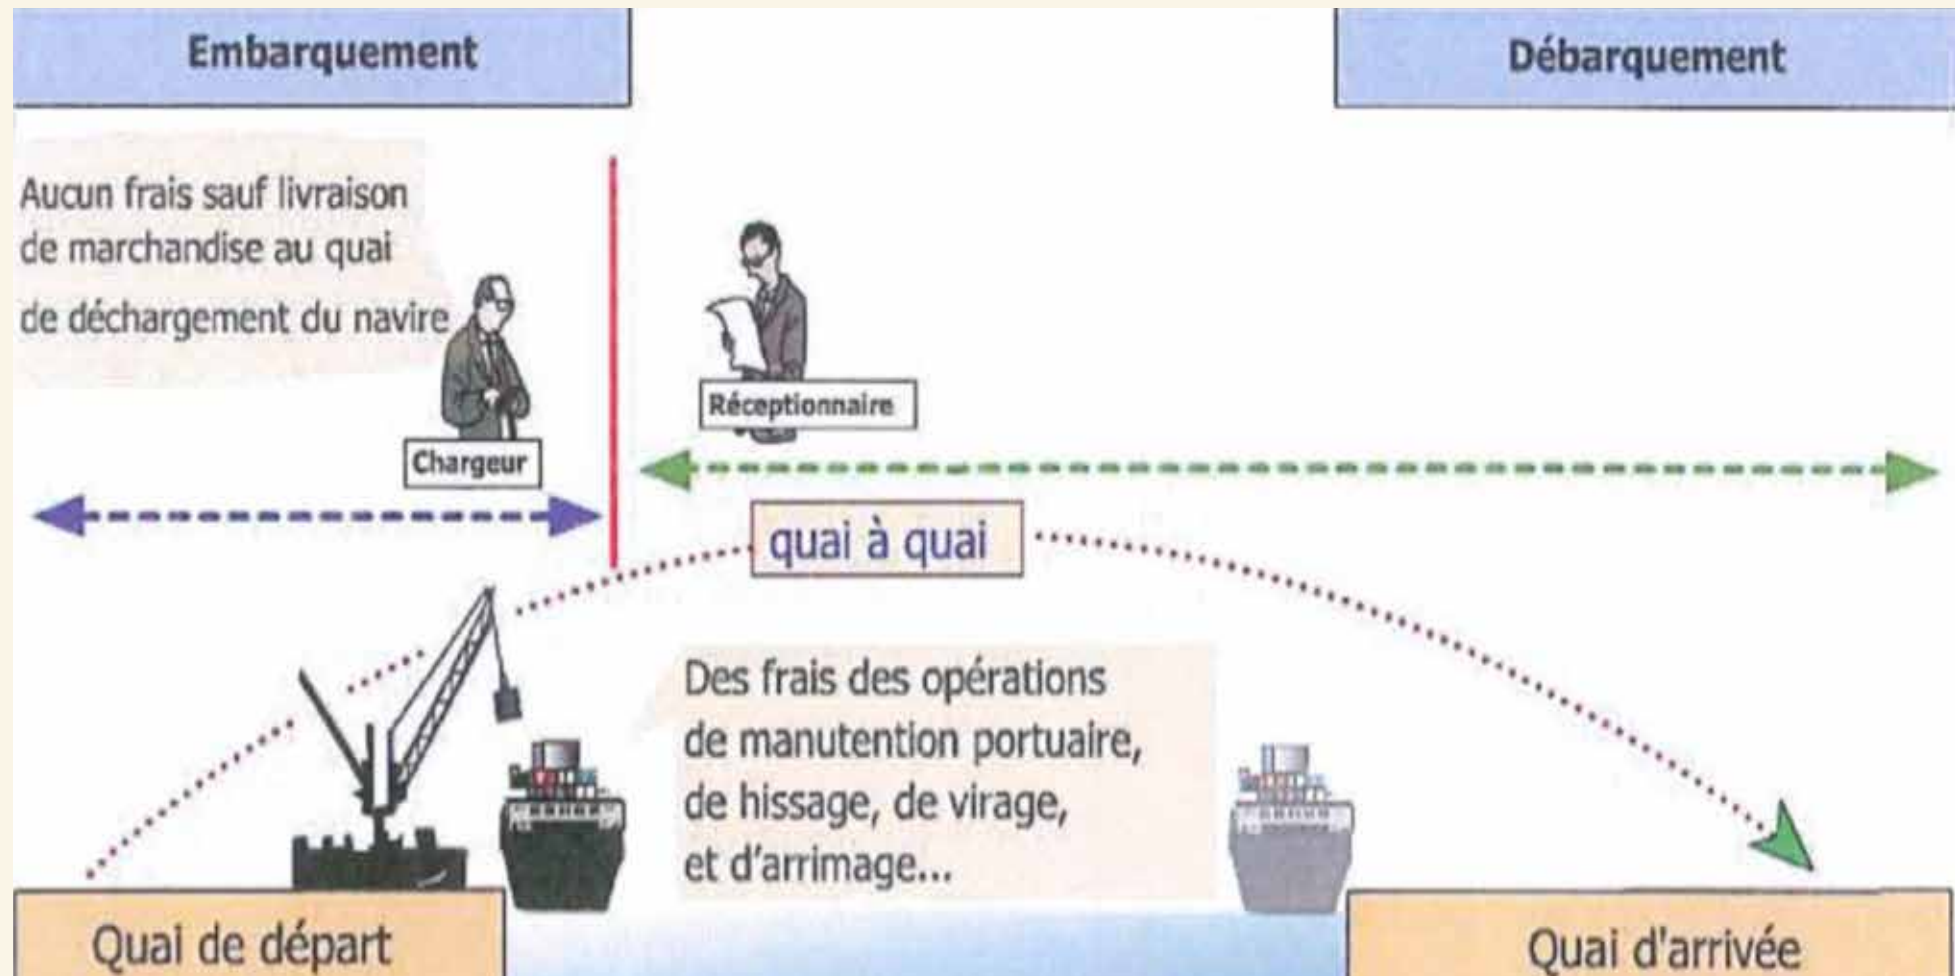 Embarquement
Débarquement
Aucun frais sauf livraison
de marchandise au quai
de déchargement du navire
Chargeur
Réceptionnaire
quai à quai
Des frais des opérations
de manutention portuaire,
de hissage, de virage,
et d'arrimage...
Quai de départ
Quai d'arrivée